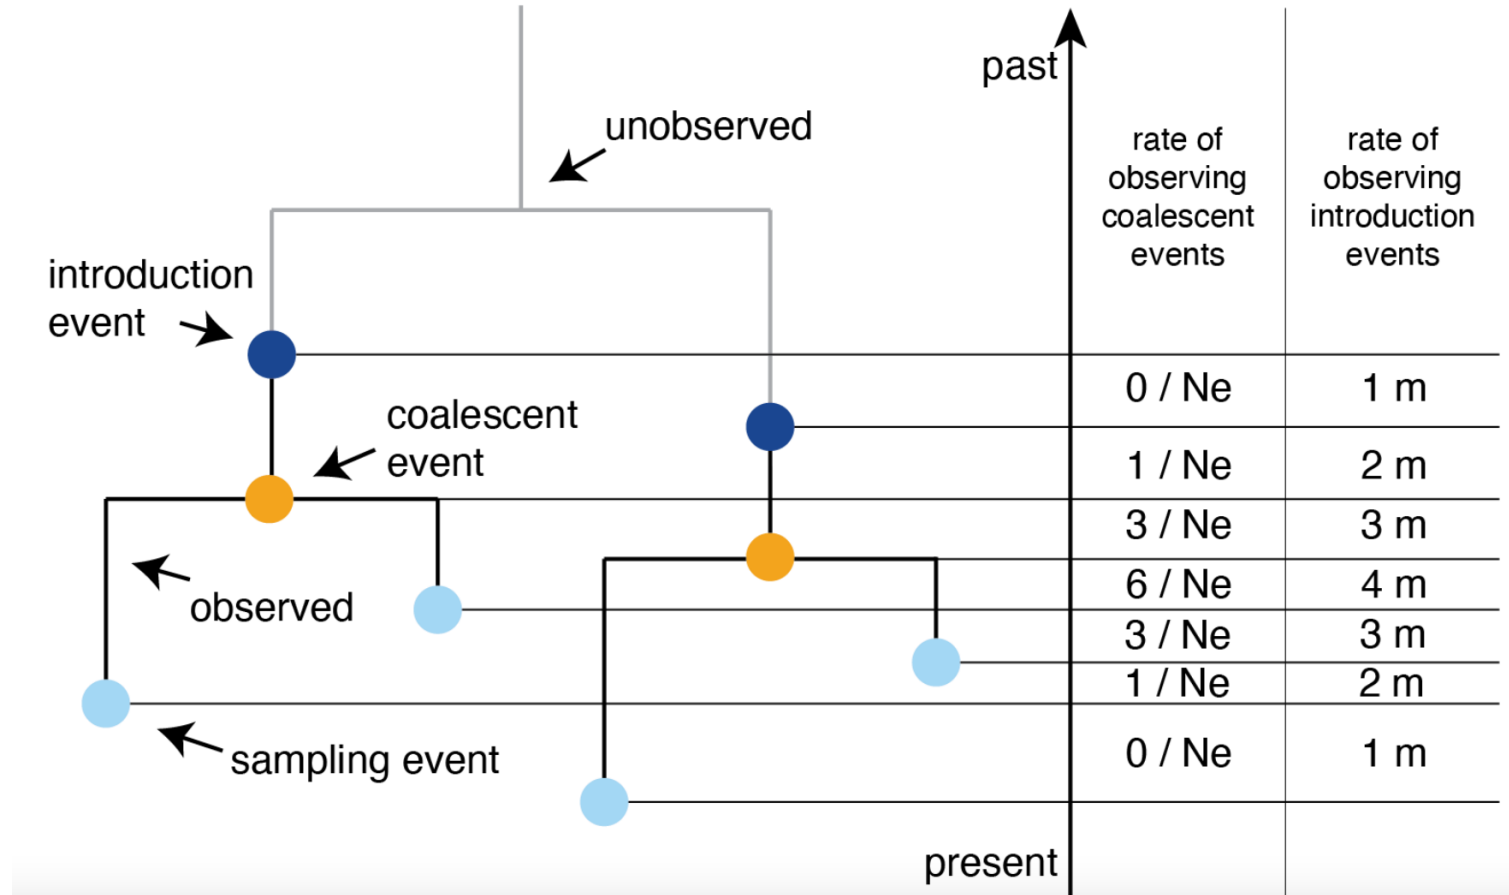 past
unobserved
rate of
observing
coalescent
events
rate of
observing
introduction
events
introduction
event
0 / Ne
1 m
coalescent
event
1 / Ne
2 m
3 / Ne
3 m
6 / Ne
4 m
observed
3 / Ne
3 m
1 / Ne
2 m
sampling event
0 / Ne
1 m
present